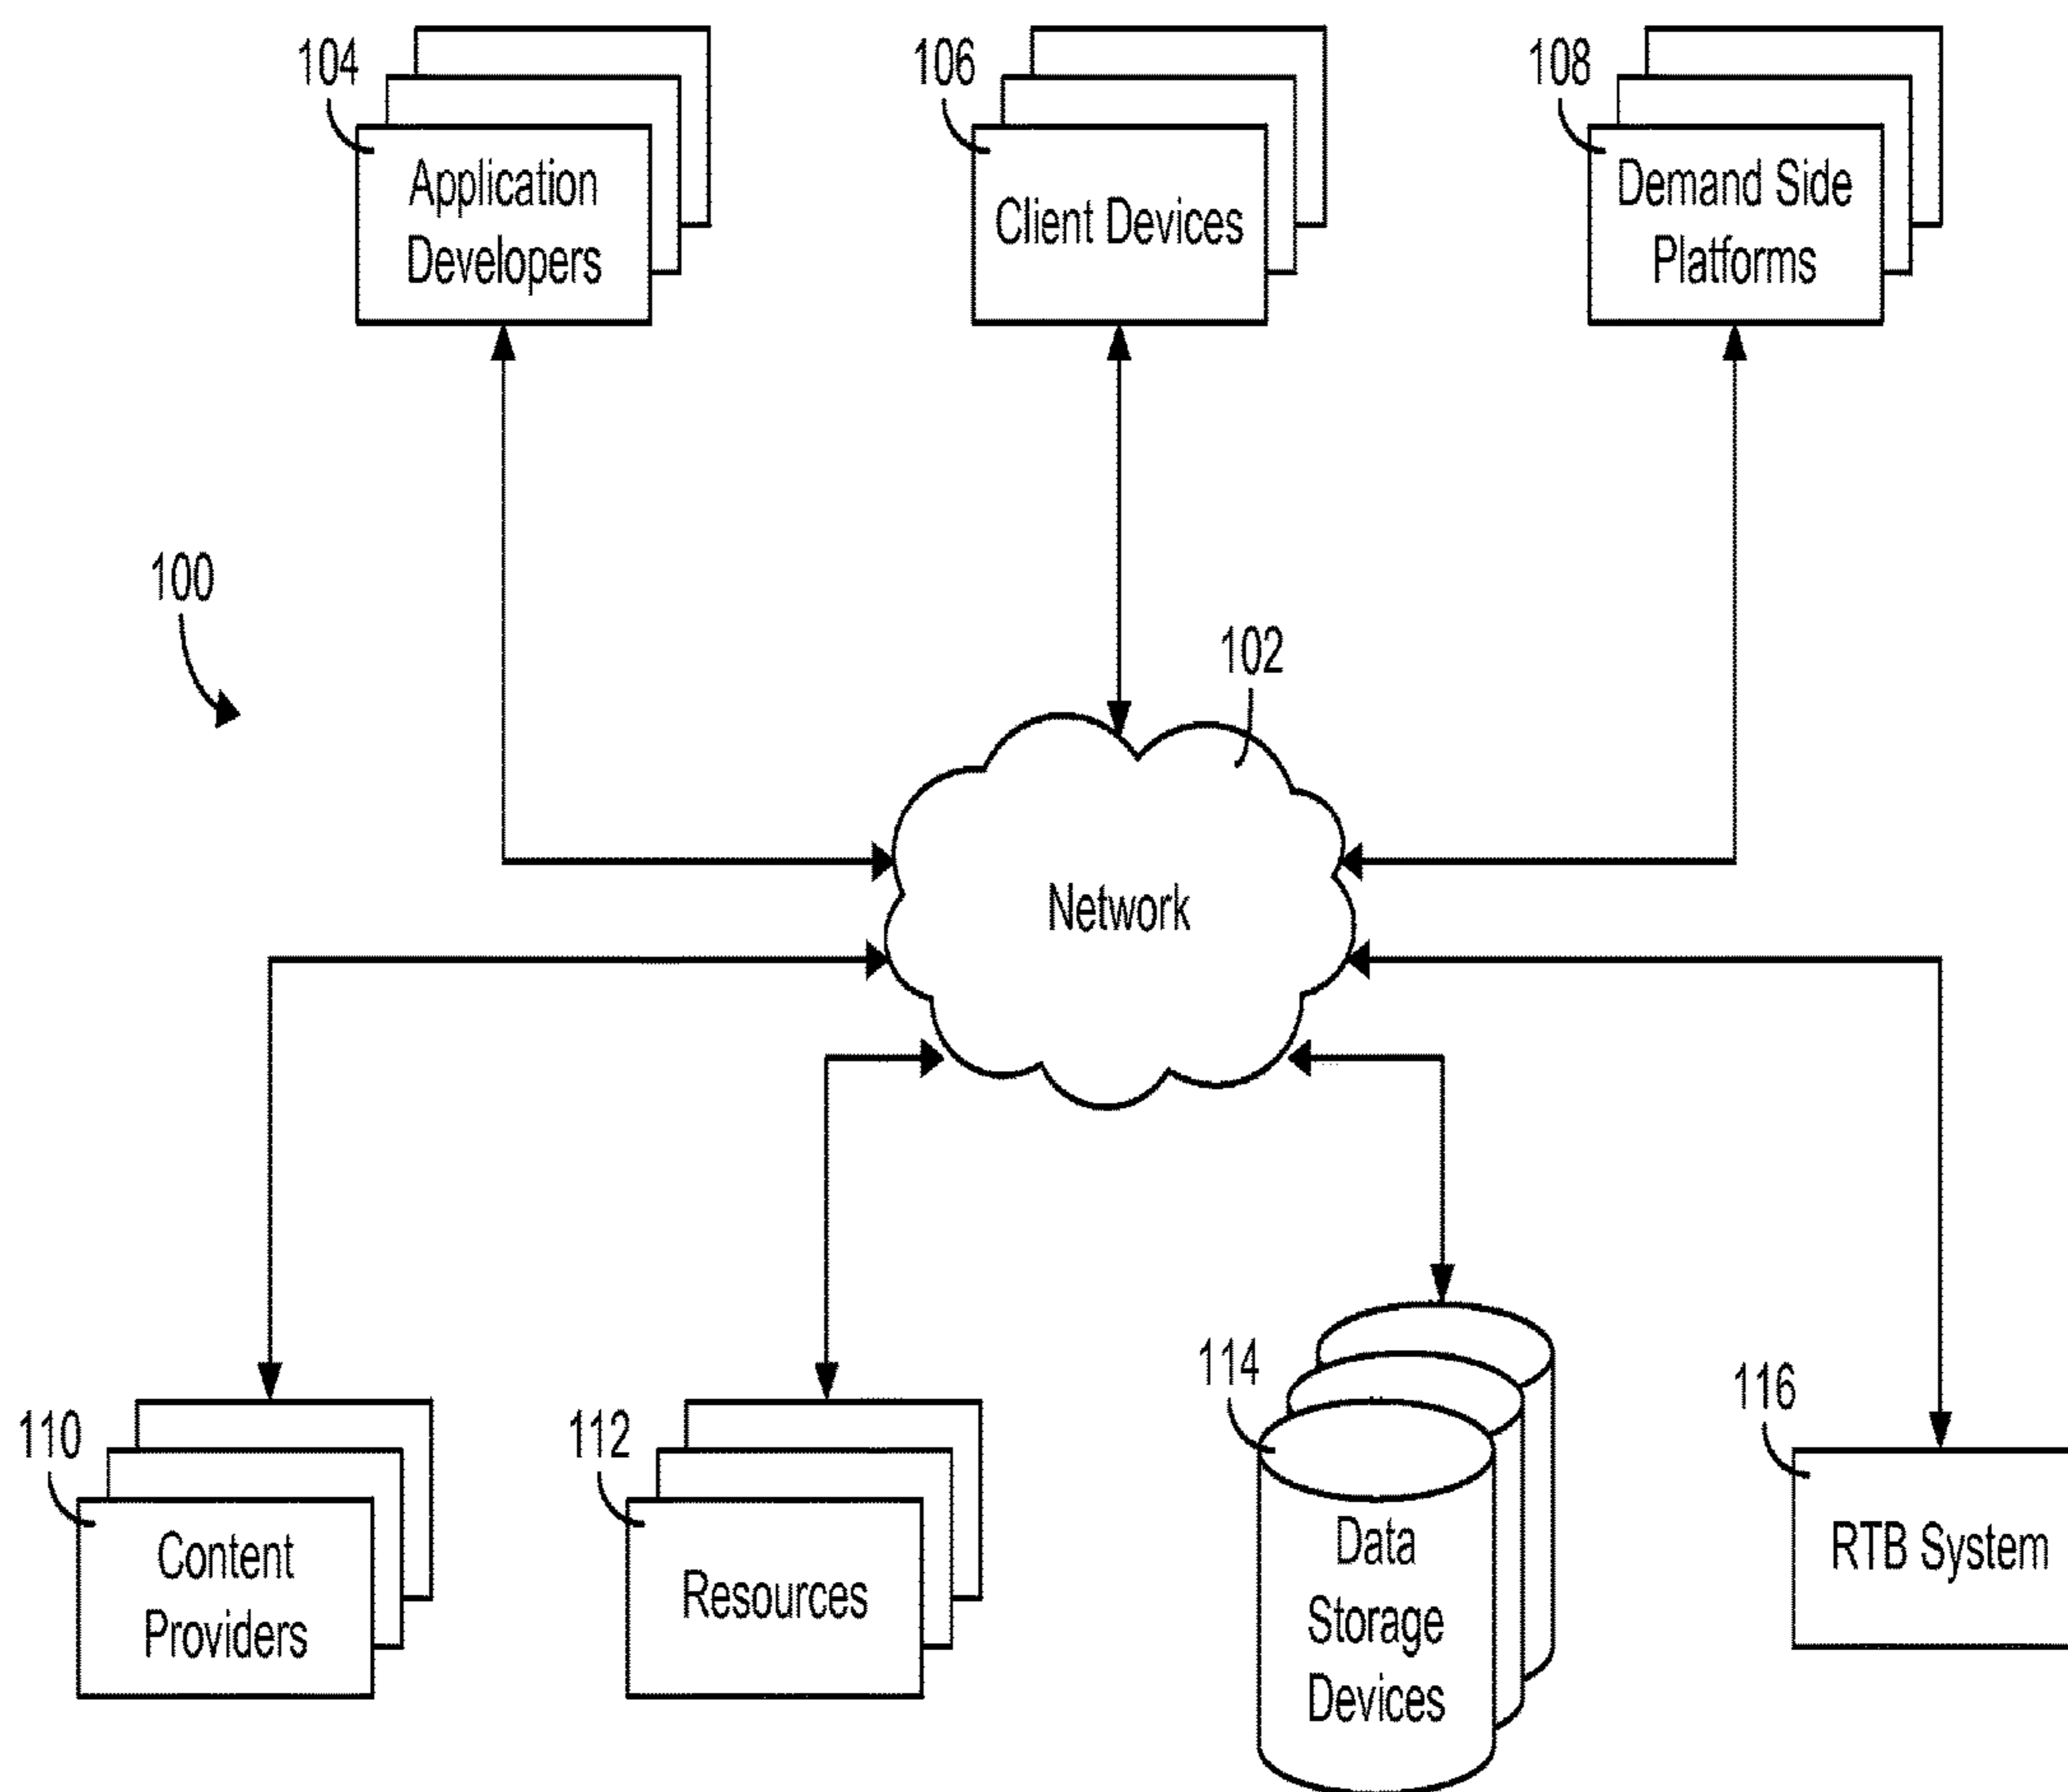 104
106
108
Application
Developers
Client Devices
Demand Side
Platforms
100
102
Network
110
112
114
116
Content
Providers
Resources
Data
Storage
Devices
RTB System